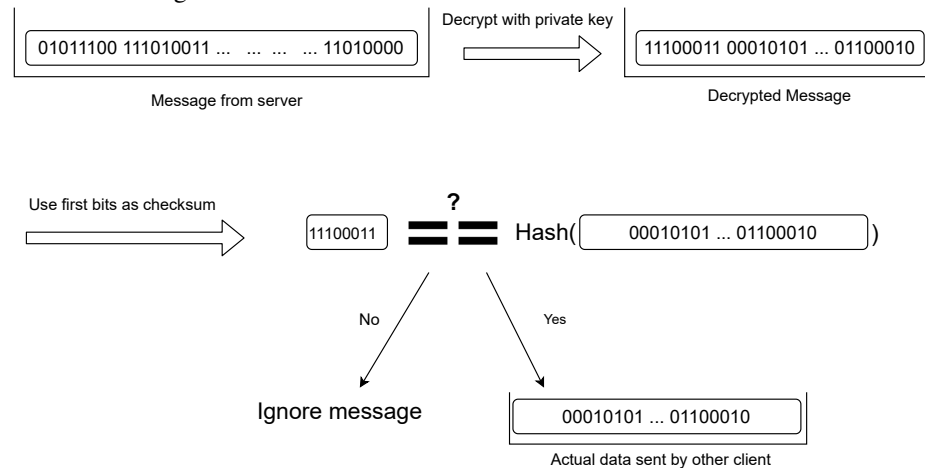 Decrypt with private key
01011100 111010011 ... ... ... ... 11010000
11100011 00010101 ... 01100010
Message from server
Decrypted Message
Use first bits as checksum
?
11100011
==
Hash(
00010101 ... 01100010
)
No
Yes
Ignore message
00010101 ... 01100010
Actual data sent by other client